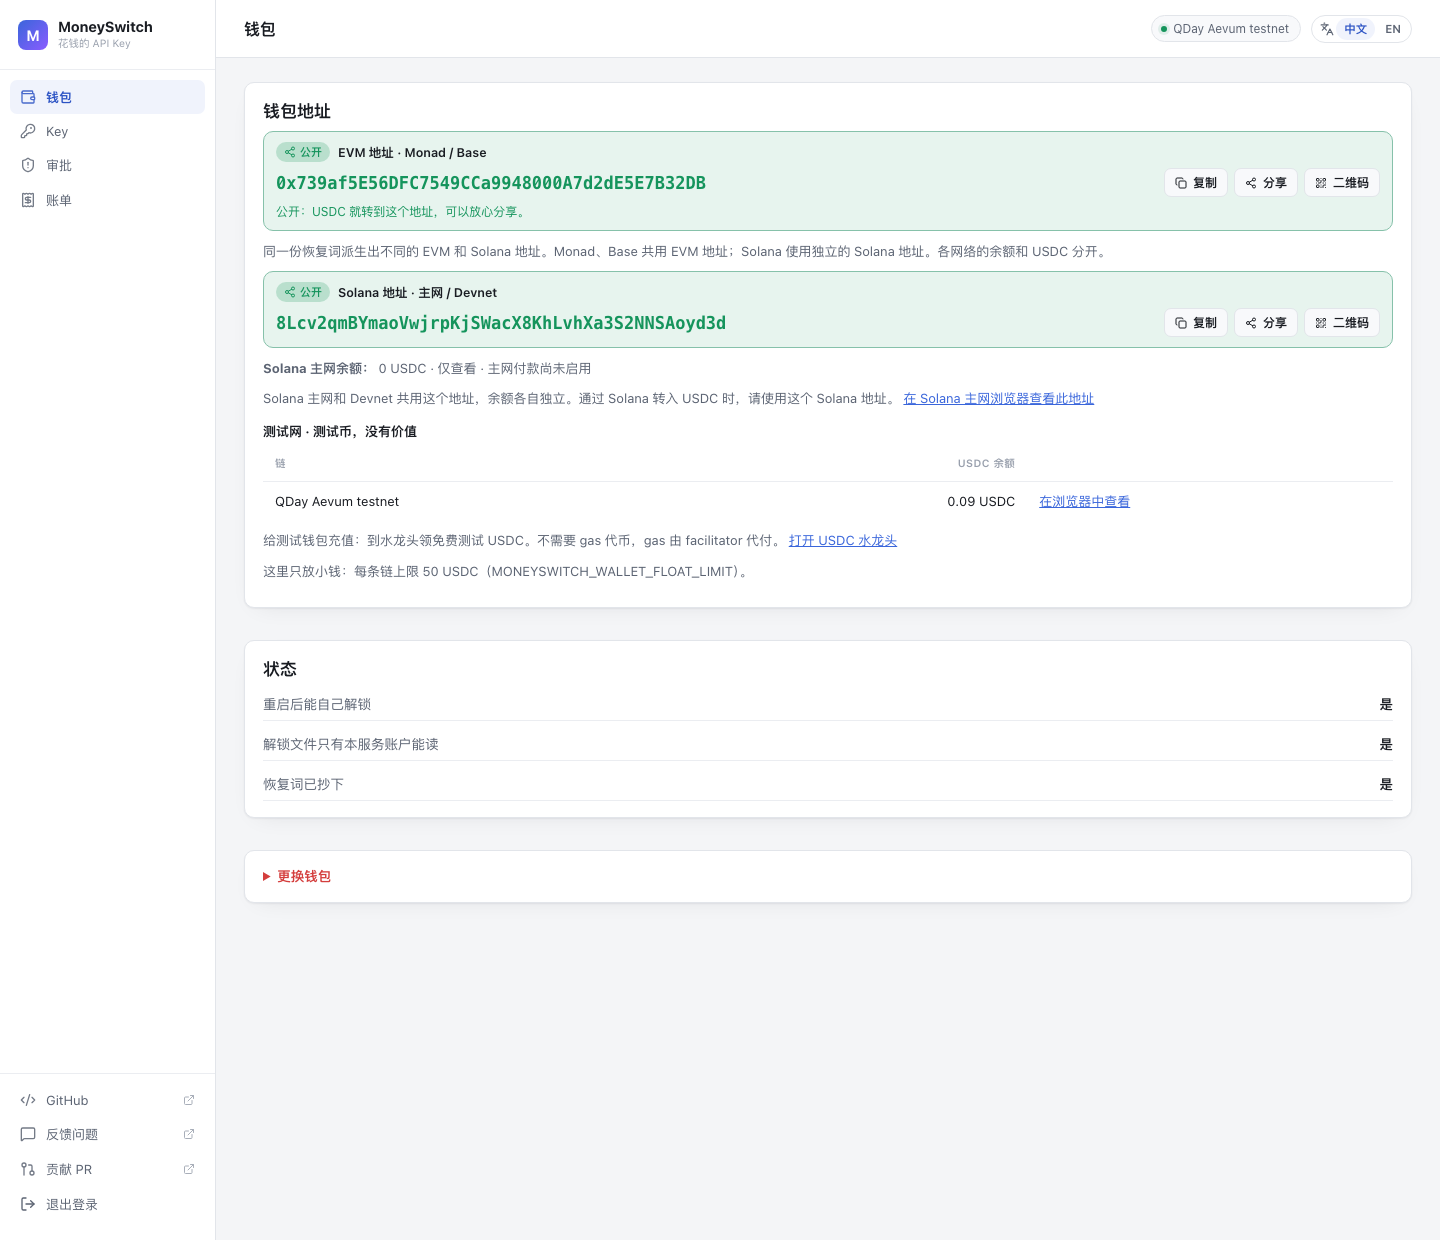 M
MoneySwitch
花钱的 API Key
钱包
QDay Aevum testnet
中文
EN
钱包
Key
审批
账单
钱包地址
公开
EVM 地址 · Monad / Base
0x739af5E56DFC7549CCa9948000A7d2dE5E7B32DB
复制
分享
二维码
公开：USDC 就转到这个地址，可以放心分享。
同一份恢复词派生出不同的 EVM 和 Solana 地址。Monad、Base 共用 EVM 地址；Solana 使用独立的 Solana 地址。各网络的余额和 USDC 分开。
公开
Solana 地址 · 主网 / Devnet
8Lcv2qmBYmaoVwjrpKjSWacX8KhLvhXa3S2NNSAoyd3d
复制
分享
二维码
Solana 主网余额： 0 USDC · 仅查看 · 主网付款尚未启用
Solana 主网和 Devnet 共用这个地址，余额各自独立。通过 Solana 转入 USDC 时，请使用这个 Solana 地址。 在 Solana 主网浏览器查看此地址
测试网 · 测试币，没有价值
链
USDC 余额
QDay Aevum testnet
0.09 USDC
在浏览器中查看
给测试钱包充值：到水龙头领免费测试 USDC。不需要 gas 代币，gas 由 facilitator 代付。 打开 USDC 水龙头
这里只放小钱：每条链上限 50 USDC（MONEYSWITCH_WALLET_FLOAT_LIMIT）。
状态
重启后能自己解锁
是
解锁文件只有本服务账户能读
是
恢复词已抄下
是
更换钱包
GitHub
反馈问题
贡献 PR
退出登录